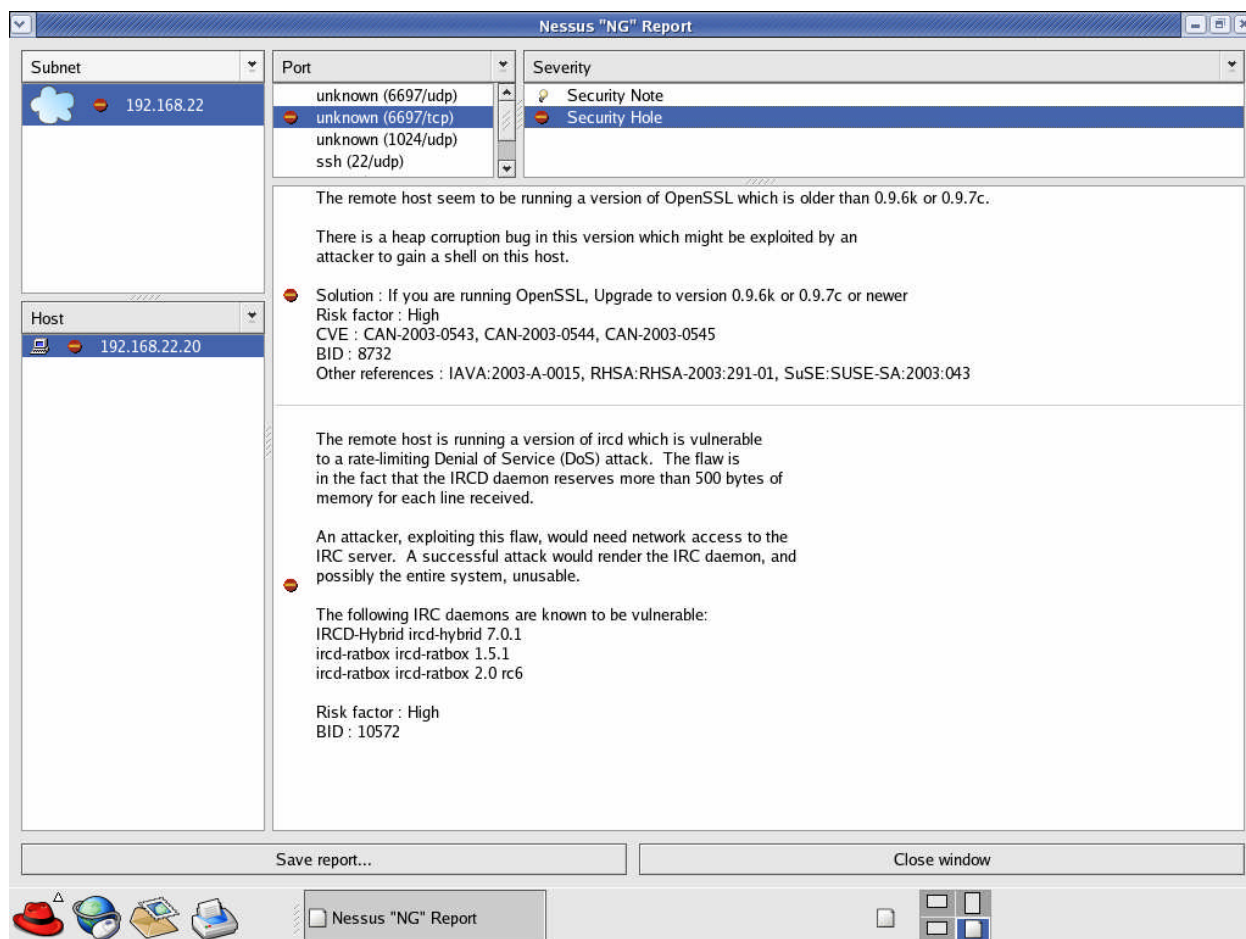 Nessus "NG" Report
Subnet
192.168.22
Host
192.168.22.20
Port
unknown (6697/udp)
unknown (6697/tcp)
unknown (1024/udp)
ssh (22/udp)
Severity
Security Note
Security Hole
The remote host seem to be running a version of OpenSSL which is older than 0.9.6k or 0.9.7c.
There is a heap corruption bug in this version which might be exploited by an
attacker to gain a shell on this host.
Solution : If you are running OpenSSL, Upgrade to version 0.9.6k or 0.9.7c or newer
Risk factor : High
CVE : CAN-2003-0543, CAN-2003-0544, CAN-2003-0545
BID : 8732
Other references : IAVA:2003-A-0015, RHSA:RHSA-2003:291-01, SuSE:SUSE-SA:2003:043
The remote host is running a version of ircd which is vulnerable
to a rate-limiting Denial of Service (DoS) attack.  The flaw is
in the fact that the IRCD daemon reserves more than 500 bytes of
memory for each line received.
An attacker, exploiting this flaw, would need network access to the
IRC server.  A successful attack would render the IRC daemon, and
possibly the entire system, unusable.
The following IRC daemons are known to be vulnerable:
IRCD-Hybrid ircd-hybrid 7.0.1
ircd-ratbox ircd-ratbox 1.5.1
ircd-ratbox ircd-ratbox 2.0 rc6
Risk factor : High
BID : 10572
Save report...
Close window
Nessus "NG" Report